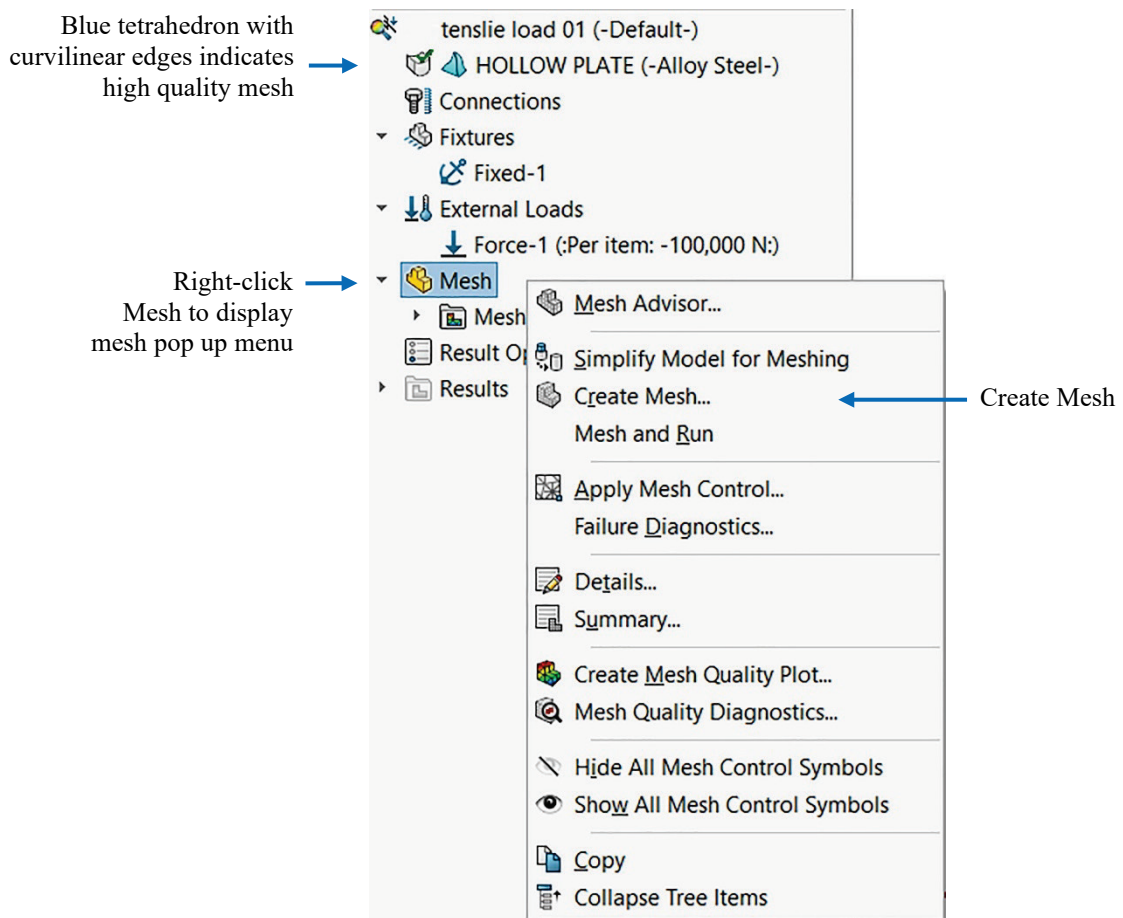 Blue tetrahedron with
curvilinear edges indicates
high quality mesh
tenslie load 01 (-Default-)
HOLLOW PLATE (-Alloy Steel-)
Connections
Fixtures
Fixed-1
External Loads
Force-1 (:Per item: -100,000 N:)
Right-click
Mesh to display
mesh pop up menu
Mesh
Mesh
Result Op
Results
Mesh Advisor...
Simplify Model for Meshing
Create Mesh...
Create Mesh
Mesh and Run
Apply Mesh Control...
Failure Diagnostics...
Details...
Summary...
Create Mesh Quality Plot...
Mesh Quality Diagnostics...
Hide All Mesh Control Symbols
Show All Mesh Control Symbols
Copy
Collapse Tree Items